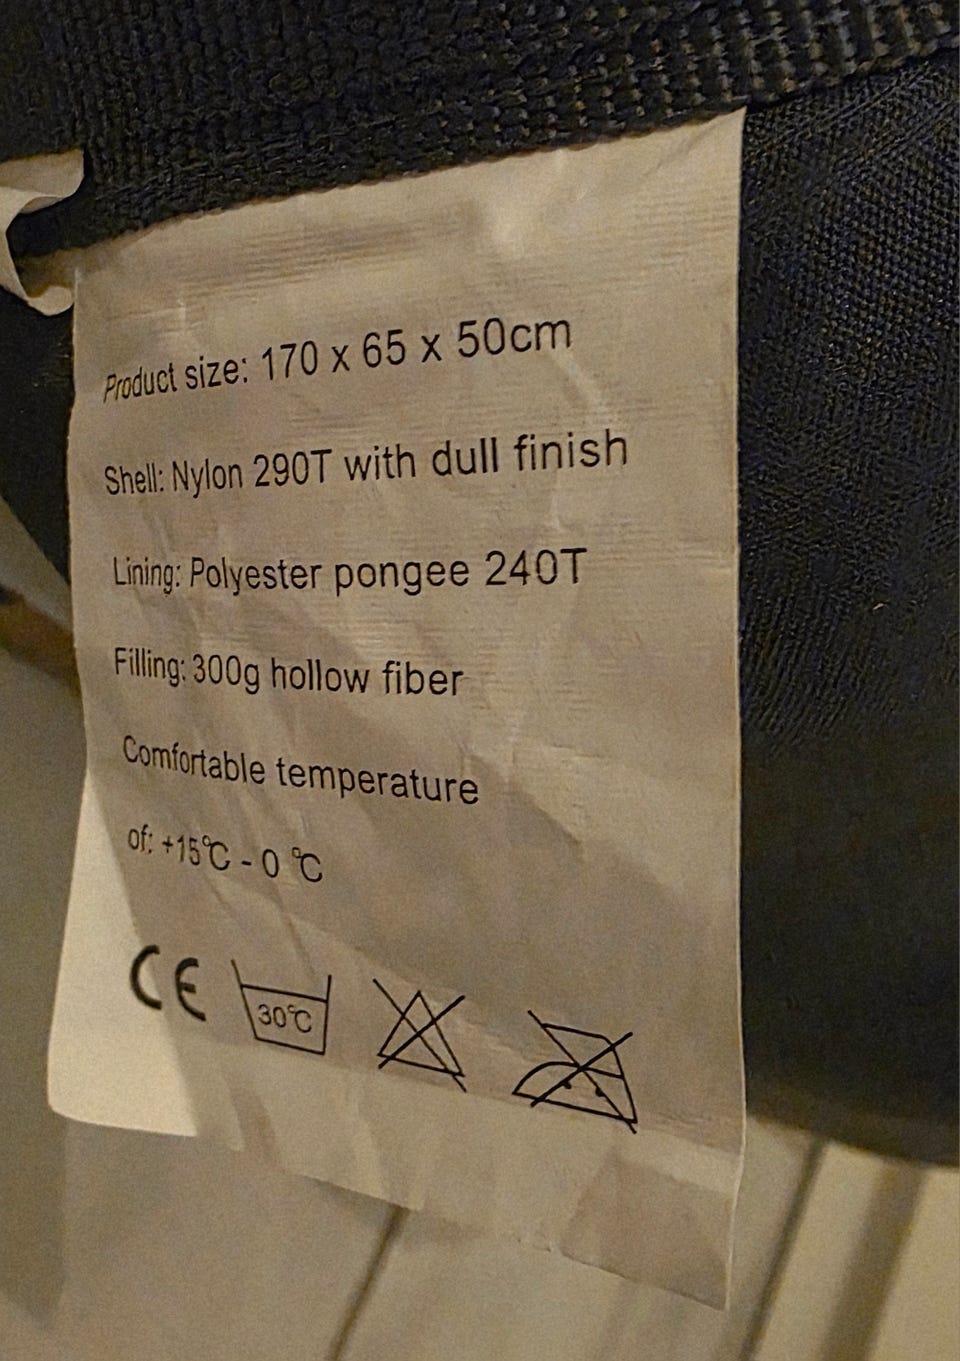 Product size: 170 x 65 x 50cm
Shell: Nylon 290T with dull finish
Lining: Polyester pongee 240T
Filling: 300g hollow fiber
Comfortable temperature
of: +15℃ - 0 ℃
CE 30℃